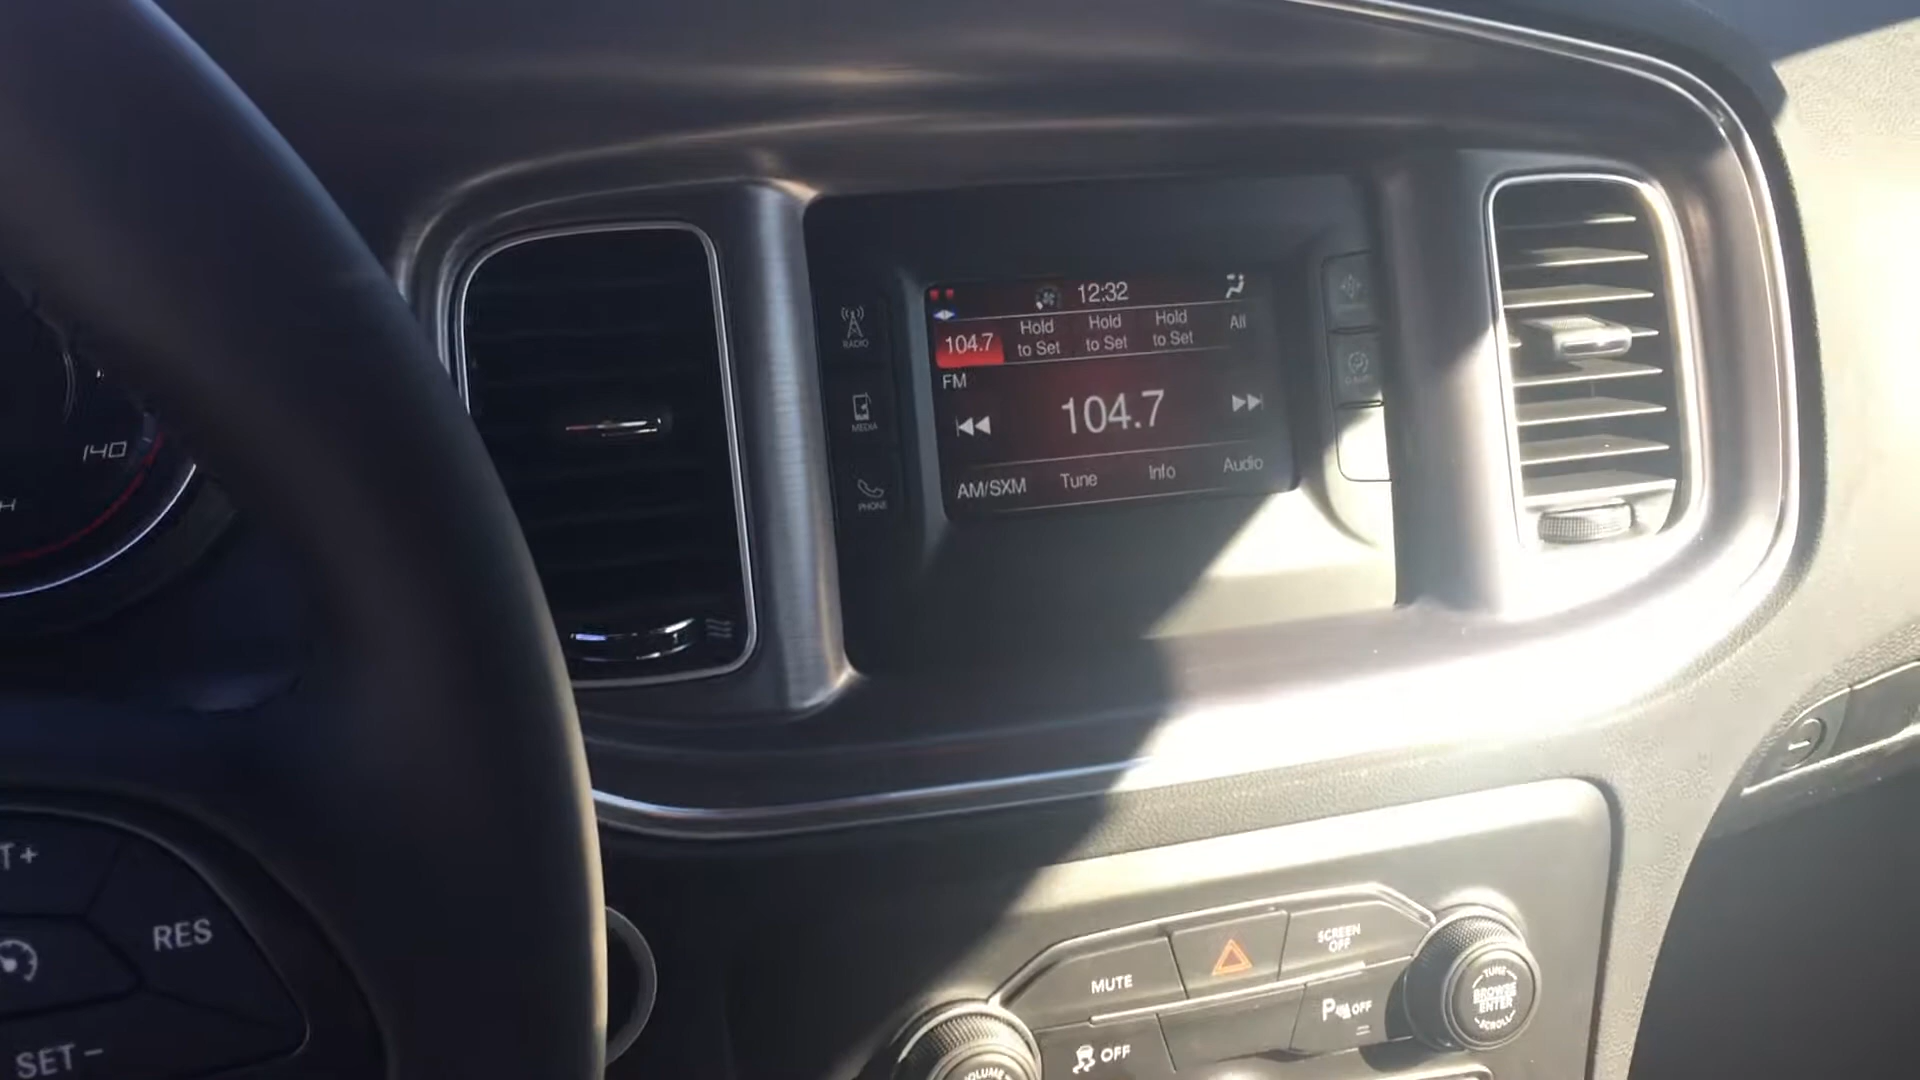 12:32
104.7
Hold
to Set
Hold
to Set
Hold
to Set
All
FM
104.7
AM/SXM
Tune
Info
Audio
RADIO
MEDIA
PHONE
140
RES
SET -
MUTE
SCREEN
OFF
P OFF
OFF
VOLUME
TUNE
BROWSE
ENTER
SCROLL